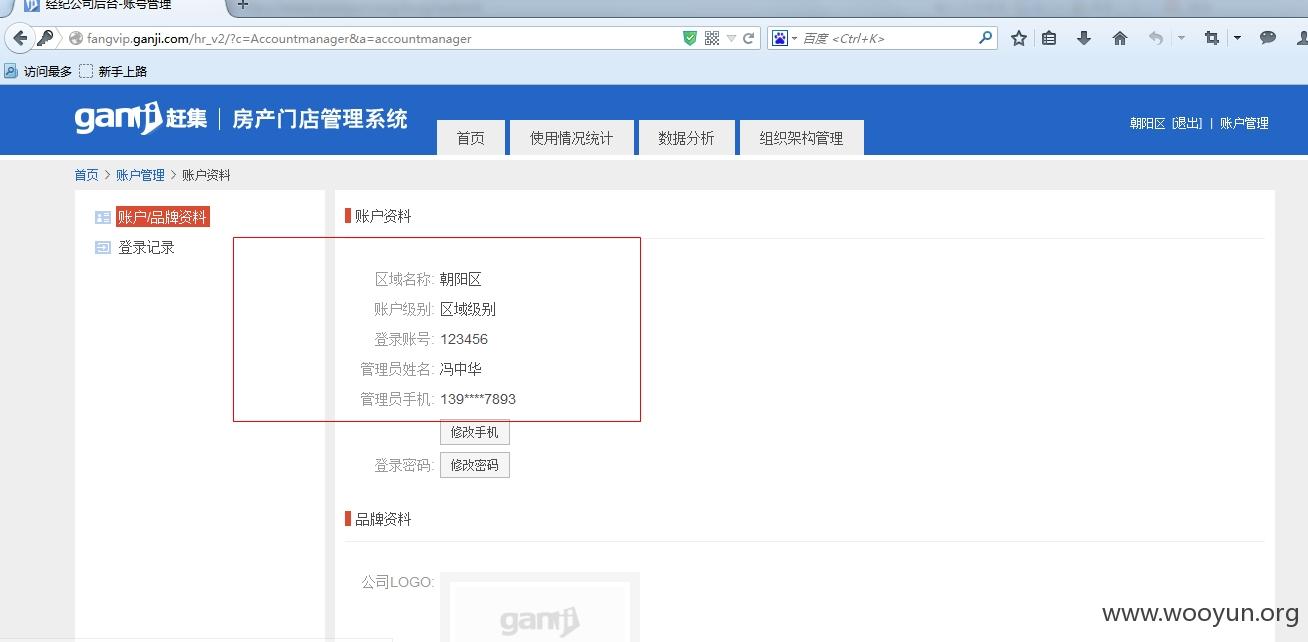 经纪公司后台-账号管理
fangvip.ganji.com/hr_v2/?c=Accountmanager&a=accountmanager
百度 <Ctrl+K>
访问最多 新手上路
ganji赶集 房产门店管理系统
首页 使用情况统计 数据分析 组织架构管理
朝阳区 [退出] | 账户管理
首页 > 账户管理 > 账户资料
账户/品牌资料
登录记录
账户资料
区域名称: 朝阳区
账户级别: 区域级别
登录账号: 123456
管理员姓名: 冯中华
管理员手机: 139****7893
修改手机
登录密码: 修改密码
品牌资料
公司LOGO:
ganji
www.wooyun.org